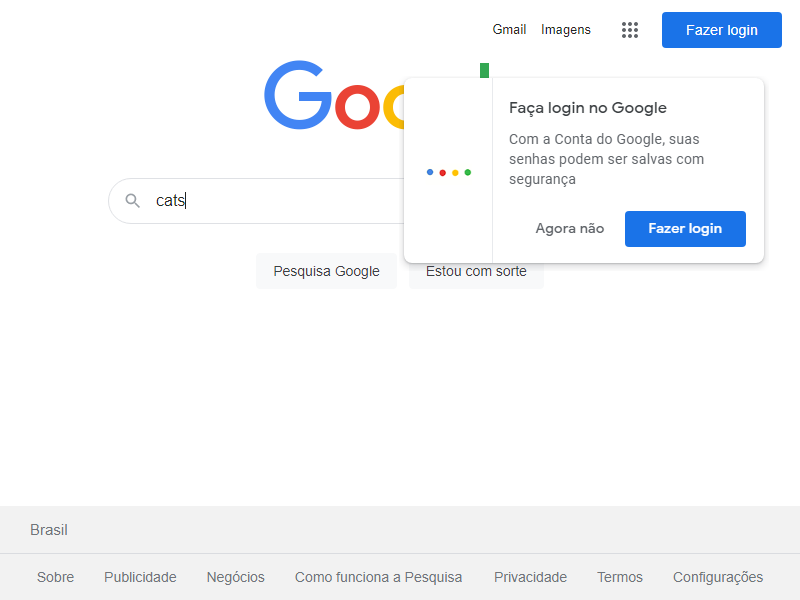 Gmail Imagens Fazer login
Faça login no Google
Com a Conta do Google, suas
senhas podem ser salvas com
segurança
cats
Agora não Fazer login
Pesquisa Google Estou com sorte
Brasil
Sobre Publicidade Negócios Como funciona a Pesquisa Privacidade Termos Configurações